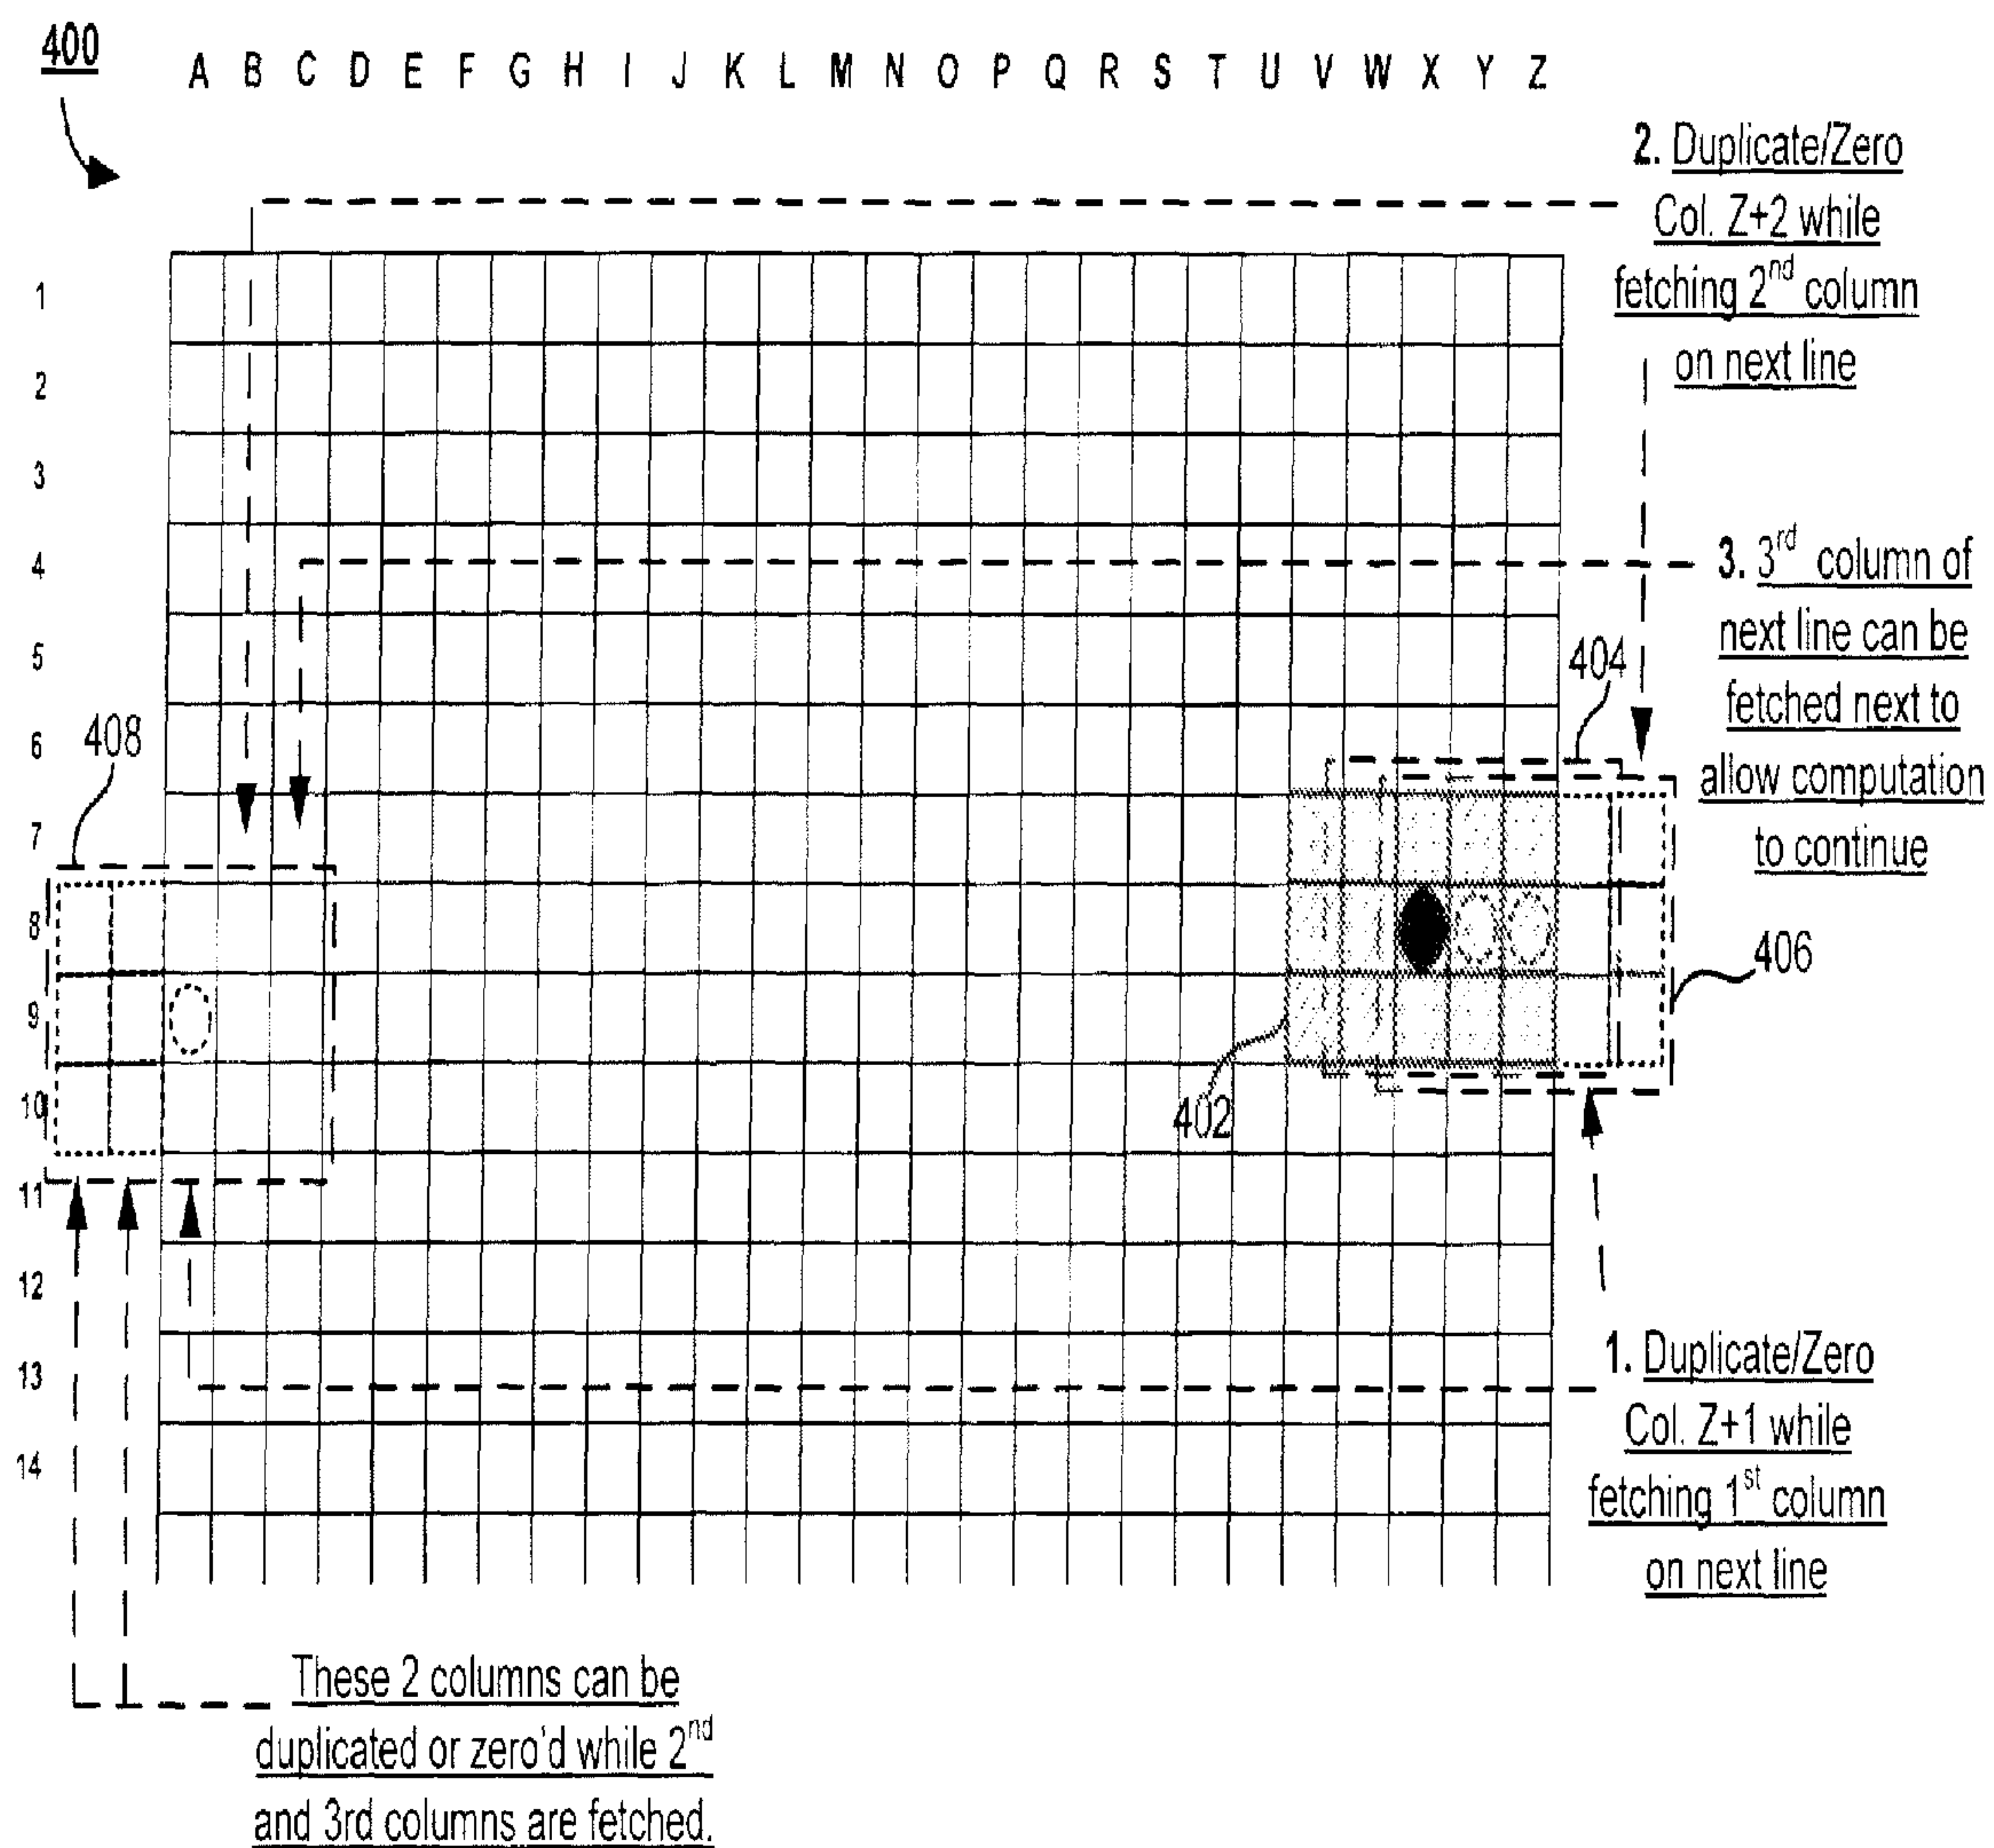 400
A B C D E F G H I J K L M N O P Q R S T U V W X Y Z
2. Duplicate/Zero
Col. Z+2 while
fetching 2nd column
on next line
1
2
3
4
5
6
7
8
9
10
11
12
13
14
3. 3rd column of
next line can be
fetched next to
allow computation
to continue
404
408
406
402
1. Duplicate/Zero
Col. Z+1 while
fetching 1st column
on next line
These 2 columns can be
duplicated or zero'd while 2nd
and 3rd columns are fetched.